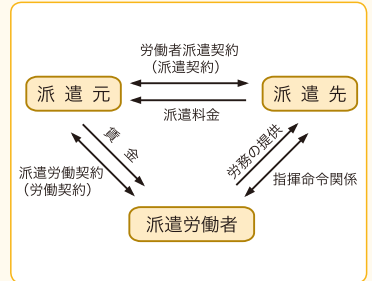 労働者派遣契約
（派遣契約）
派遣元
派遣先
派遣料金
賃金
労務の提供
派遣労働契約
（労働契約）
指揮命令関係
派遣労働者